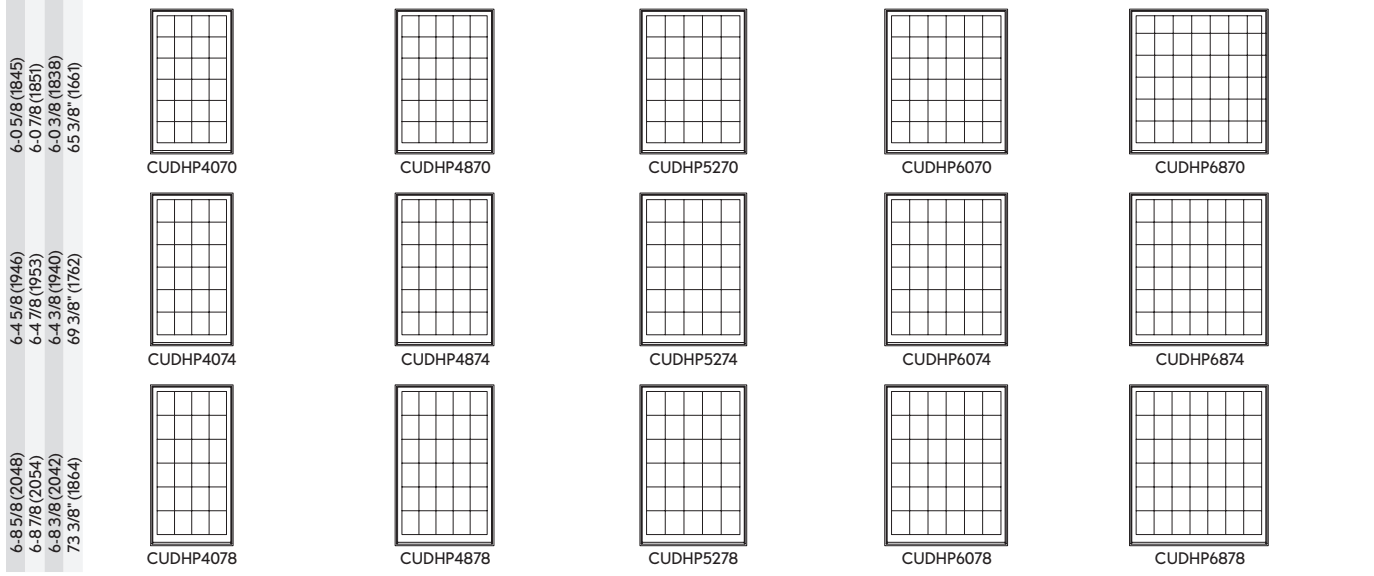 6-0 5/8 (1845)
6-0 7/8 (1851)
6-0 3/8 (1838)
65 3/8" (1661)
CUDHP4070
CUDHP4870
CUDHP5270
CUDHP6070
CUDHP6870
6-4 5/8 (1946)
6-4 7/8 (1953)
6-4 3/8 (1940)
69 3/8" (1762)
CUDHP4074
CUDHP4874
CUDHP5274
CUDHP6074
CUDHP6874
6-8 5/8 (2048)
6-8 7/8 (2054)
6-8 3/8 (2042)
73 3/8" (1864)
CUDHP4078
CUDHP4878
CUDHP5278
CUDHP6078
CUDHP6878